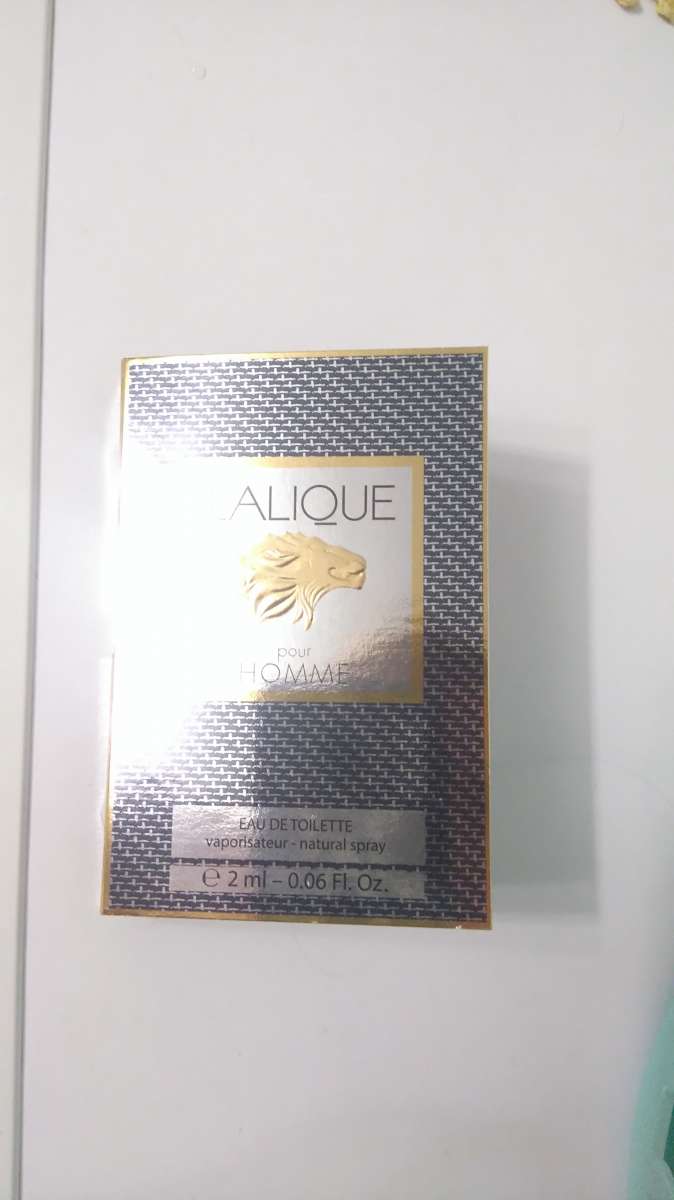 LALIQUE
pour
HOMME
EAU DE TOILETTE
vaporisateur - natural spray
℮ 2 ml – 0.06 Fl. Oz.